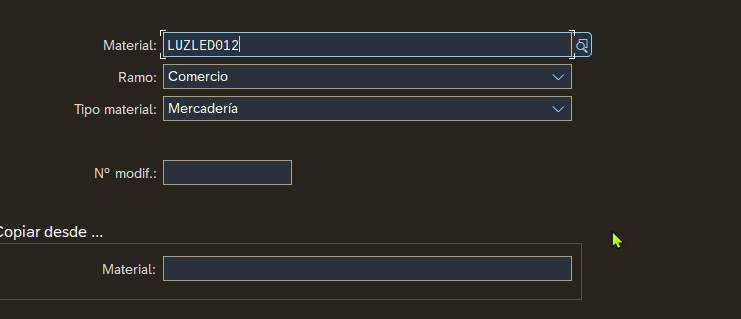 Material: LUZLED012
Ramo: Comercio
Tipo material: Mercadería
Nº modif.:
Copiar desde ...
Material: